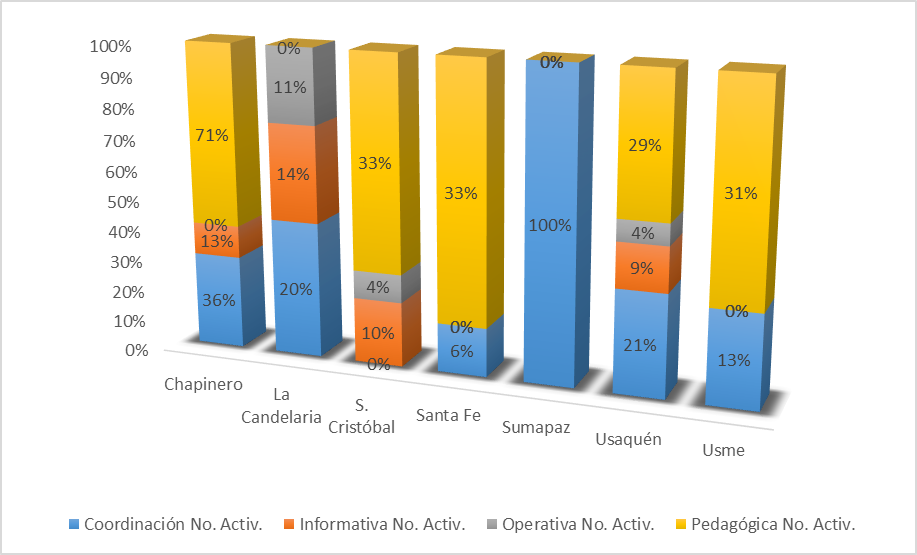 100%
90%
80%
70%
60%
50%
40%
30%
20%
10%
0%
71%
0%
13%
36%
0%
11%
14%
20%
33%
4%
10%
0%
33%
0%
6%
0%
100%
29%
4%
9%
21%
31%
0%
13%
Chapinero
La
Candelaria
S.
Cristóbal
Santa Fe
Sumapaz
Usaquén
Usme
Coordinación No. Activ.
Informativa No. Activ.
Operativa No. Activ.
Pedagógica No. Activ.